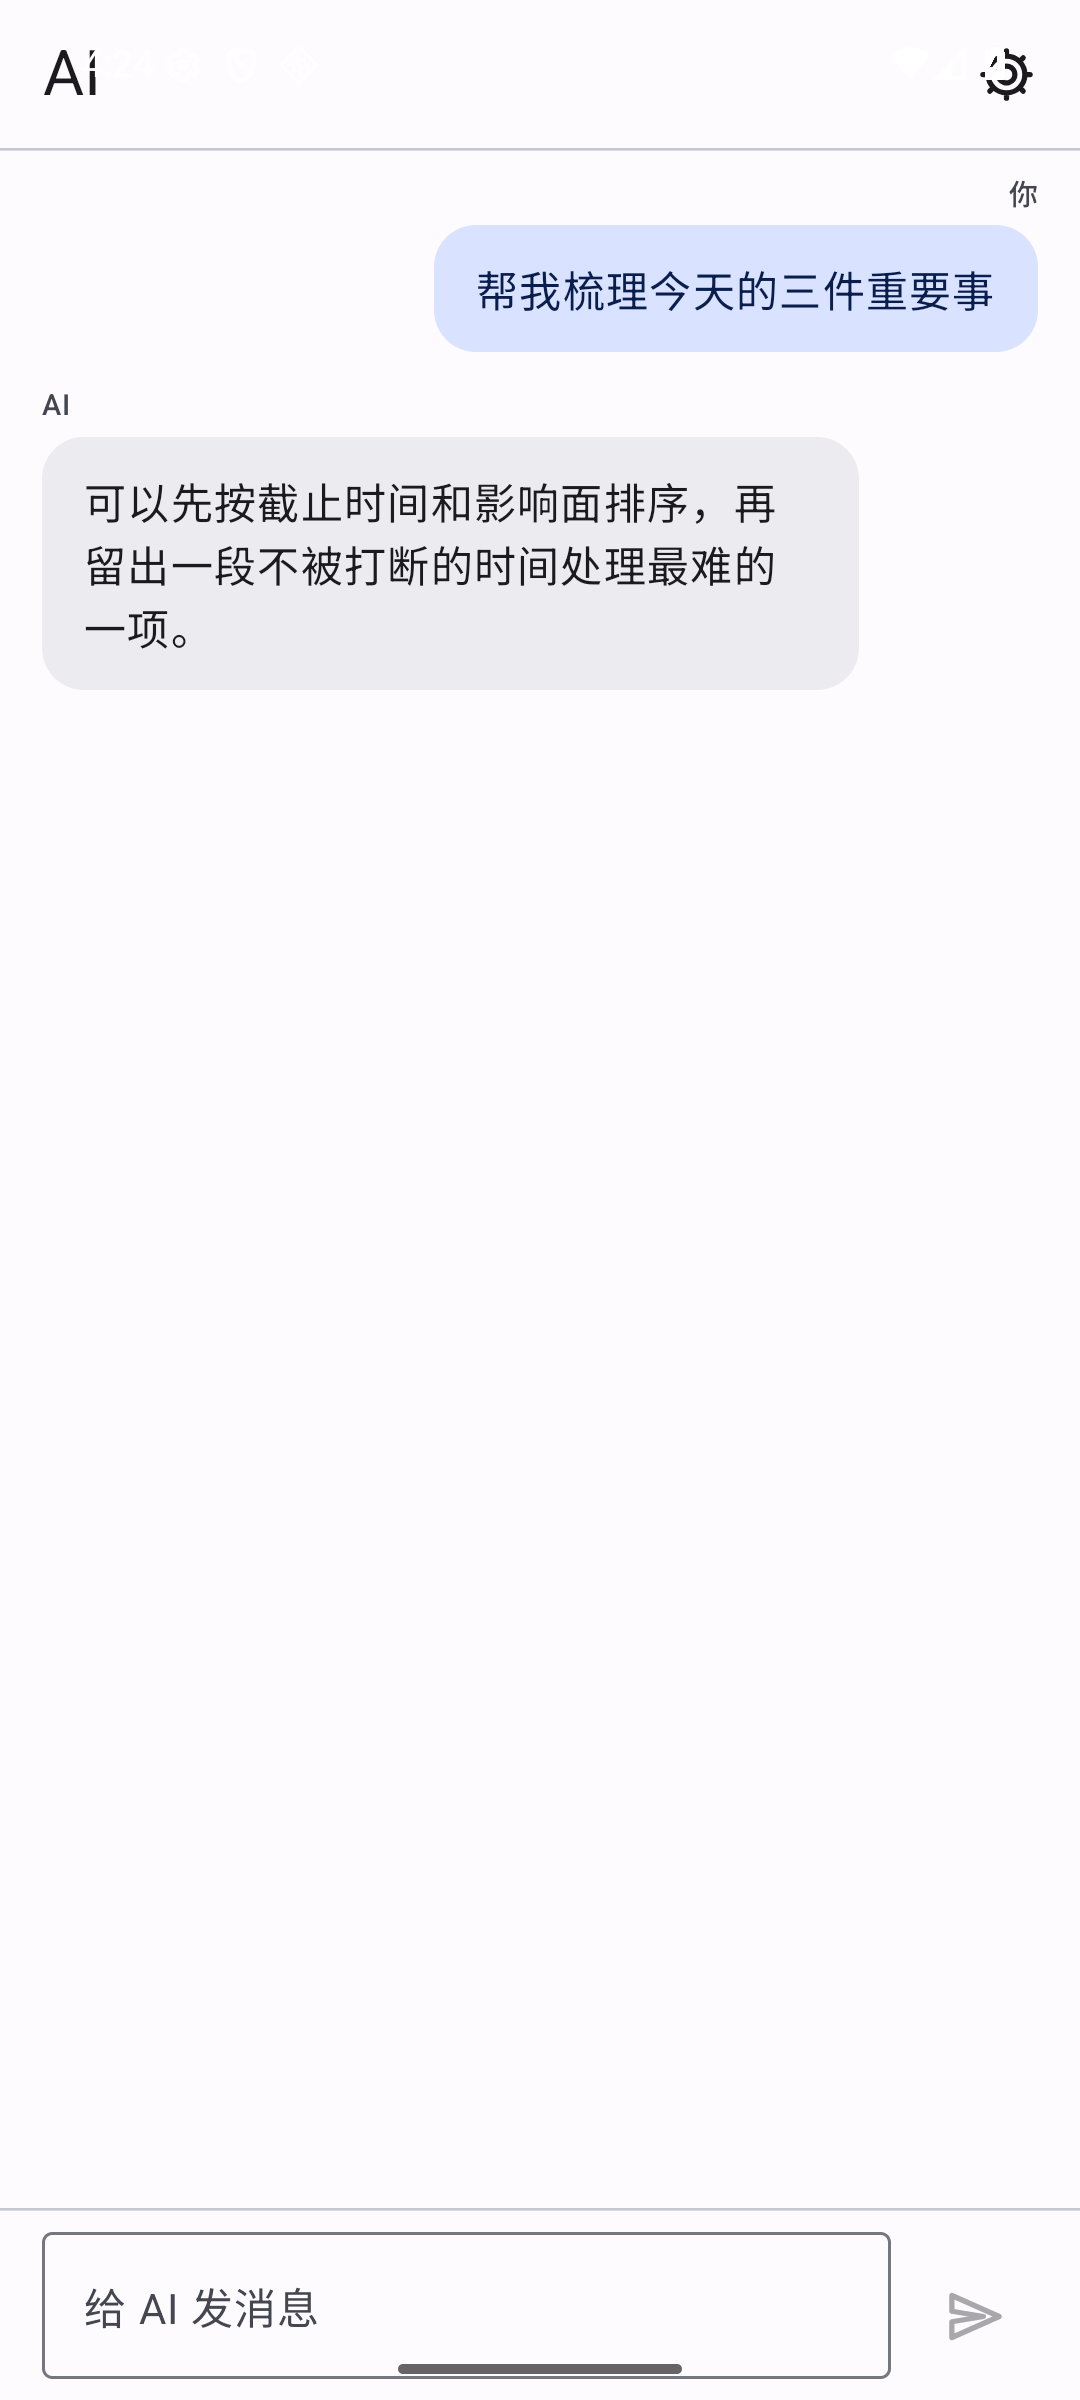 AI
你
帮我梳理今天的三件重要事
AI
可以先按截止时间和影响面排序，再
留出一段不被打断的时间处理最难的
一项。
给 AI 发消息